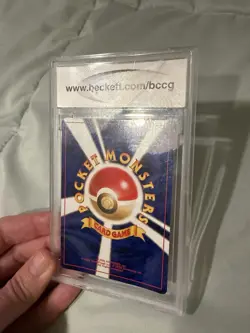 www.beckett.com/bccg
POCKET MONSTERS
CARD GAME